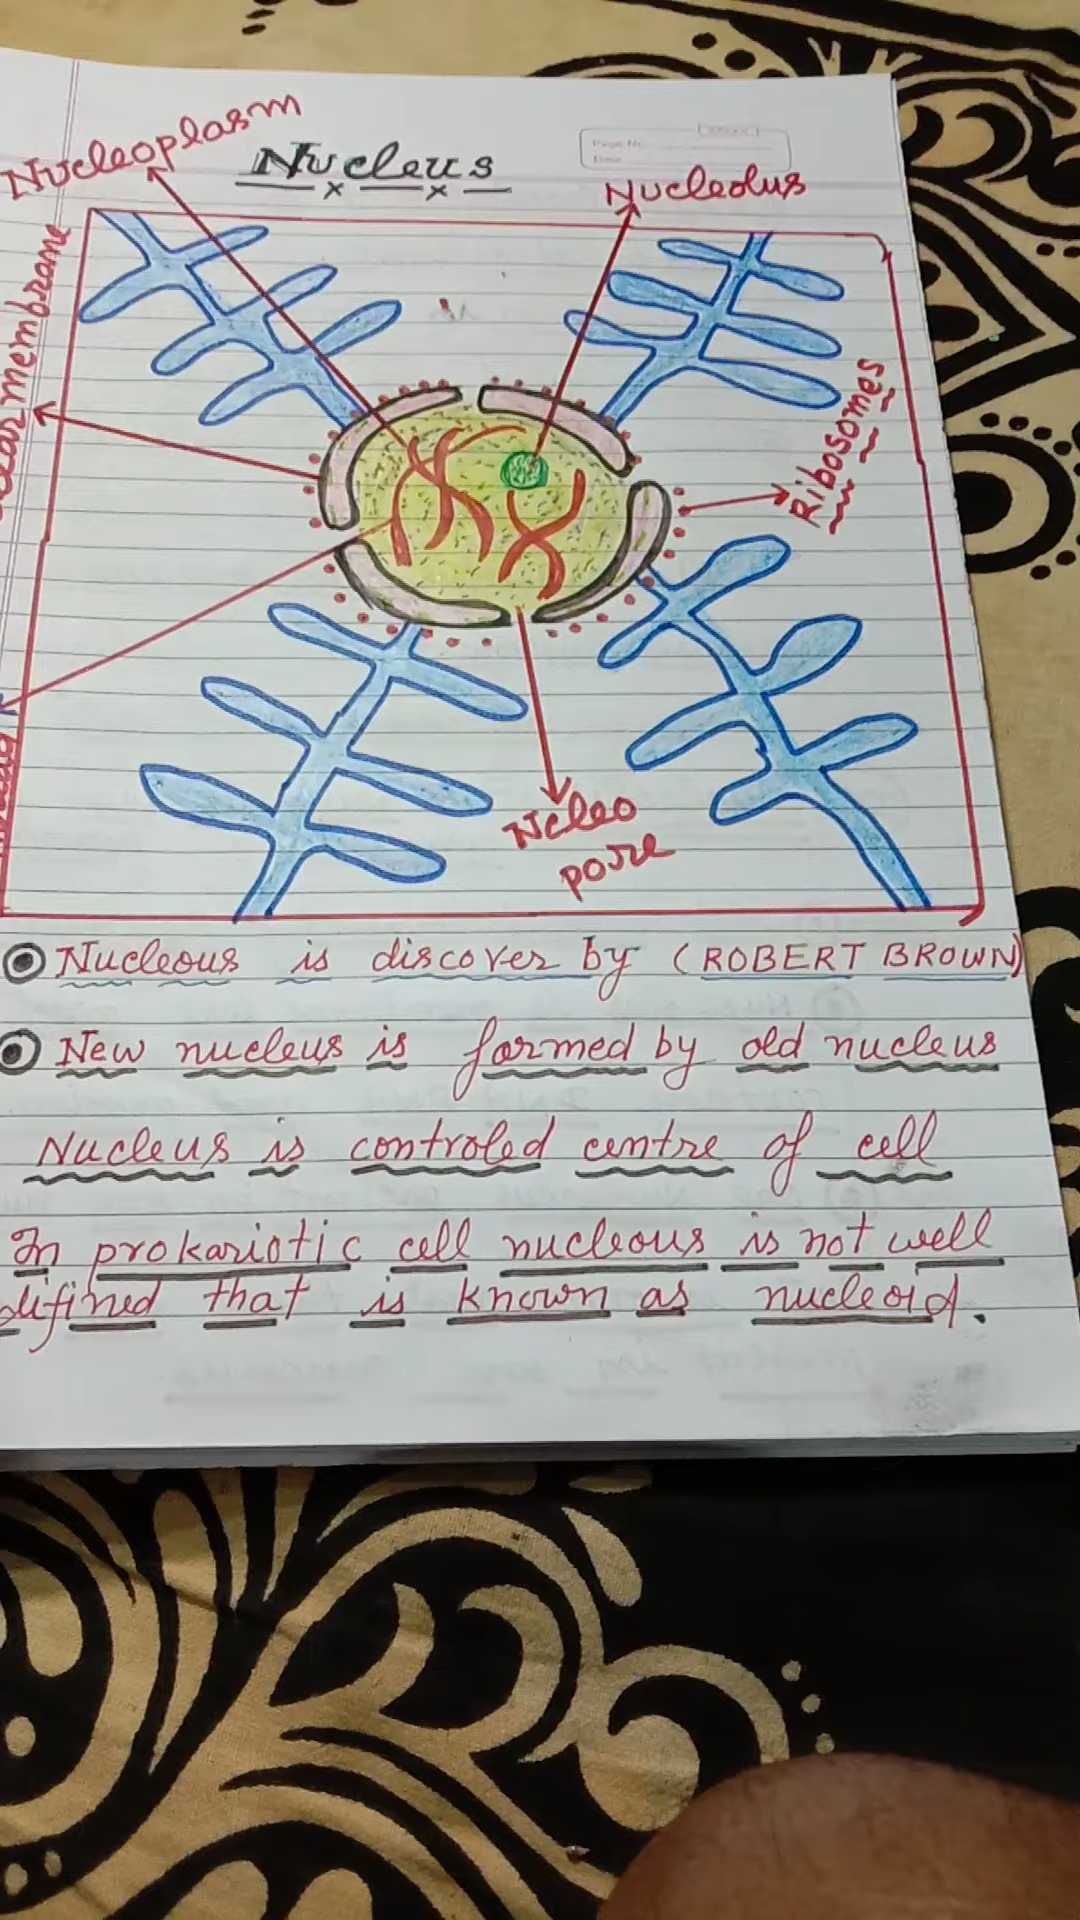 Nucleoplasm
Nucleus
Nucleolus
membrane
Ribosomes
Ncleo
pore
Nucleous is discover by (ROBERT BROWN)
New nucleus is formed by old nucleus
Nucleus is controled centre of cell
In prokariotic cell nucleous is not well
difined that is known as nucleoid.